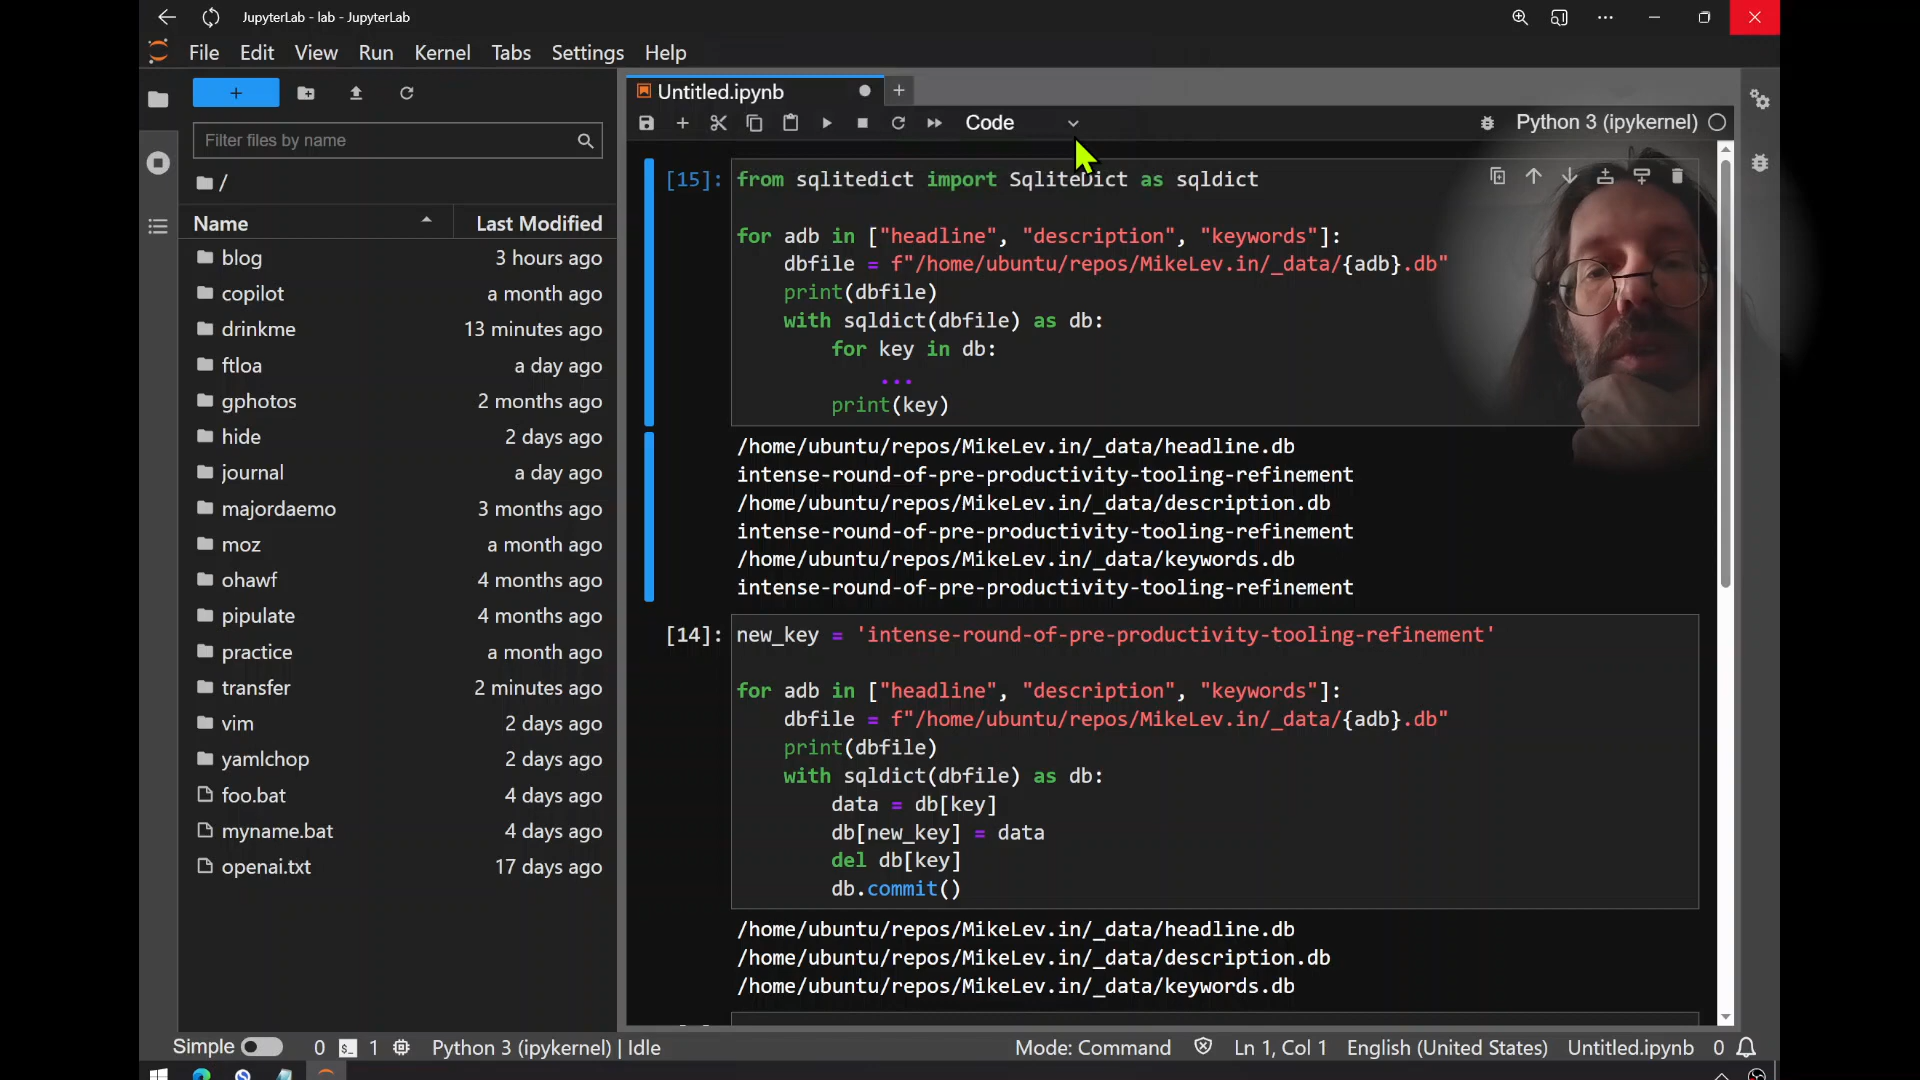 JupyterLab - lab - JupyterLab
File Edit View Run Kernel Tabs Settings Help
+
Filter files by name
/
Name Last Modified
blog 3 hours ago
copilot a month ago
drinkme 13 minutes ago
ftloa a day ago
gphotos 2 months ago
hide 2 days ago
journal a day ago
majordaemo 3 months ago
moz a month ago
ohawf 4 months ago
pipulate 4 months ago
practice a month ago
transfer 2 minutes ago
vim 2 days ago
yamlchop 2 days ago
foo.bat 4 days ago
myname.bat 4 days ago
openai.txt 17 days ago
Untitled.ipynb
Code
Python 3 (ipykernel)
[15]: from sqlitedict import SqliteDict as sqldict
for adb in ["headline", "description", "keywords"]:
dbfile = f"/home/ubuntu/repos/MikeLev.in/_data/{adb}.db"
print(dbfile)
with sqldict(dbfile) as db:
for key in db:
...
print(key)
/home/ubuntu/repos/MikeLev.in/_data/headline.db
intense-round-of-pre-productivity-tooling-refinement
/home/ubuntu/repos/MikeLev.in/_data/description.db
intense-round-of-pre-productivity-tooling-refinement
/home/ubuntu/repos/MikeLev.in/_data/keywords.db
intense-round-of-pre-productivity-tooling-refinement
[14]: new_key = 'intense-round-of-pre-productivity-tooling-refinement'
for adb in ["headline", "description", "keywords"]:
dbfile = f"/home/ubuntu/repos/MikeLev.in/_data/{adb}.db"
print(dbfile)
with sqldict(dbfile) as db:
data = db[key]
db[new_key] = data
del db[key]
db.commit()
/home/ubuntu/repos/MikeLev.in/_data/headline.db
/home/ubuntu/repos/MikeLev.in/_data/description.db
/home/ubuntu/repos/MikeLev.in/_data/keywords.db
Simple 0 1 Python 3 (ipykernel) | Idle Mode: Command Ln 1, Col 1 English (United States) Untitled.ipynb 0